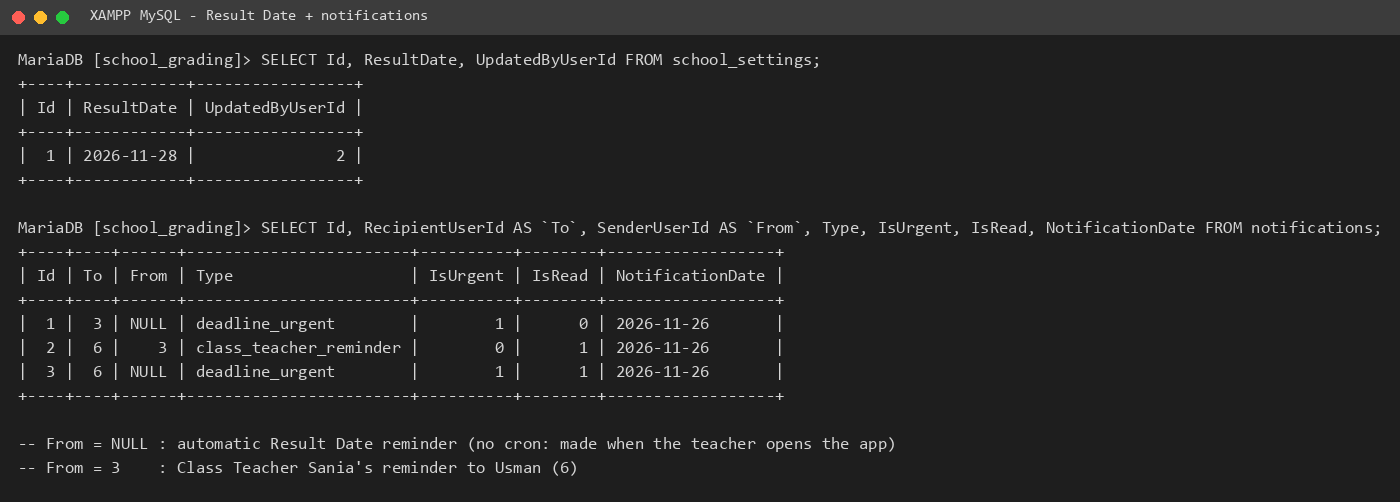 XAMPP MySQL - Result Date + notifications
MariaDB [school_grading]> SELECT Id, ResultDate, UpdatedByUserId FROM school_settings;
+----+------------+-----------------+
| Id | ResultDate | UpdatedByUserId |
+----+------------+-----------------+
|  1 | 2026-11-28 |               2 |
+----+------------+-----------------+
MariaDB [school_grading]> SELECT Id, RecipientUserId AS `To`, SenderUserId AS `From`, Type, IsUrgent, IsRead, NotificationDate FROM notifications;
+----+----+------+------------------------+----------+--------+------------------+
| Id | To | From | Type                   | IsUrgent | IsRead | NotificationDate |
+----+----+------+------------------------+----------+--------+------------------+
|  1 |  3 | NULL | deadline_urgent        |        1 |      0 | 2026-11-26       |
|  2 |  6 |    3 | class_teacher_reminder |        0 |      1 | 2026-11-26       |
|  3 |  6 | NULL | deadline_urgent        |        1 |      1 | 2026-11-26       |
+----+----+------+------------------------+----------+--------+------------------+
-- From = NULL : automatic Result Date reminder (no cron: made when the teacher opens the app)
-- From = 3    : Class Teacher Sania's reminder to Usman (6)